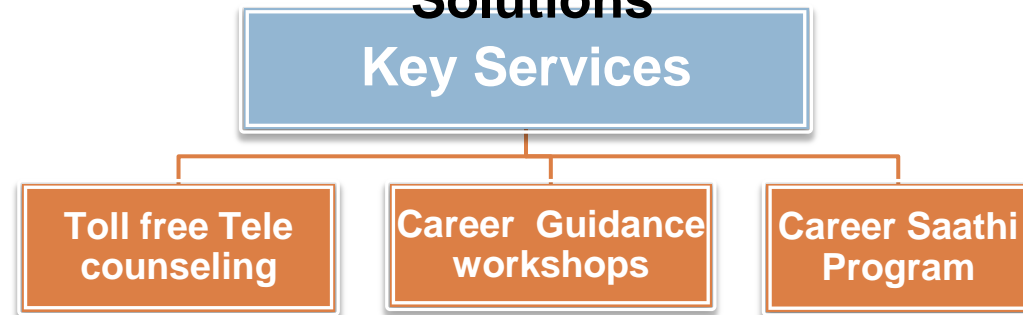 Solutions
Key Services
Toll free Tele
counseling
Career Guidance
workshops
Career Saathi
Program